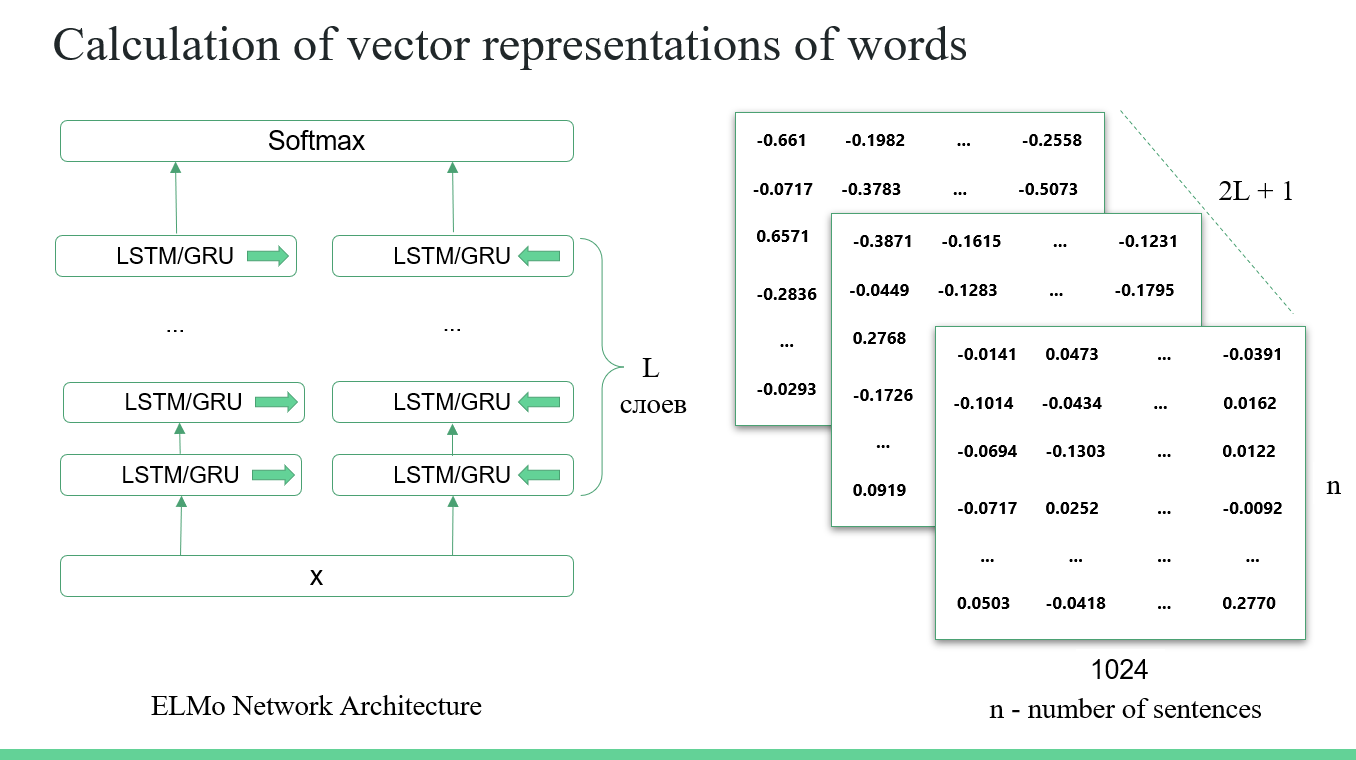 Calculation of vector representations of words
Softmax
LSTM/GRU LSTM/GRU
... ...
LSTM/GRU LSTM/GRU
LSTM/GRU LSTM/GRU
x
L
слоев
ELMo Network Architecture
-0.661 -0.1982 ... -0.2558
-0.0717 -0.3783 ... -0.5073
0.6571
-0.2836
...
-0.0293
-0.3871 -0.1615 ... -0.1231
-0.0449 -0.1283 ... -0.1795
0.2768
-0.1726
...
0.0919
-0.0141 0.0473 ... -0.0391
-0.1014 -0.0434 ... 0.0162
-0.0694 -0.1303 ... 0.0122
-0.0717 0.0252 ... -0.0092
... ... ... ...
0.0503 -0.0418 ... 0.2770
2L + 1
n
1024
n - number of sentences